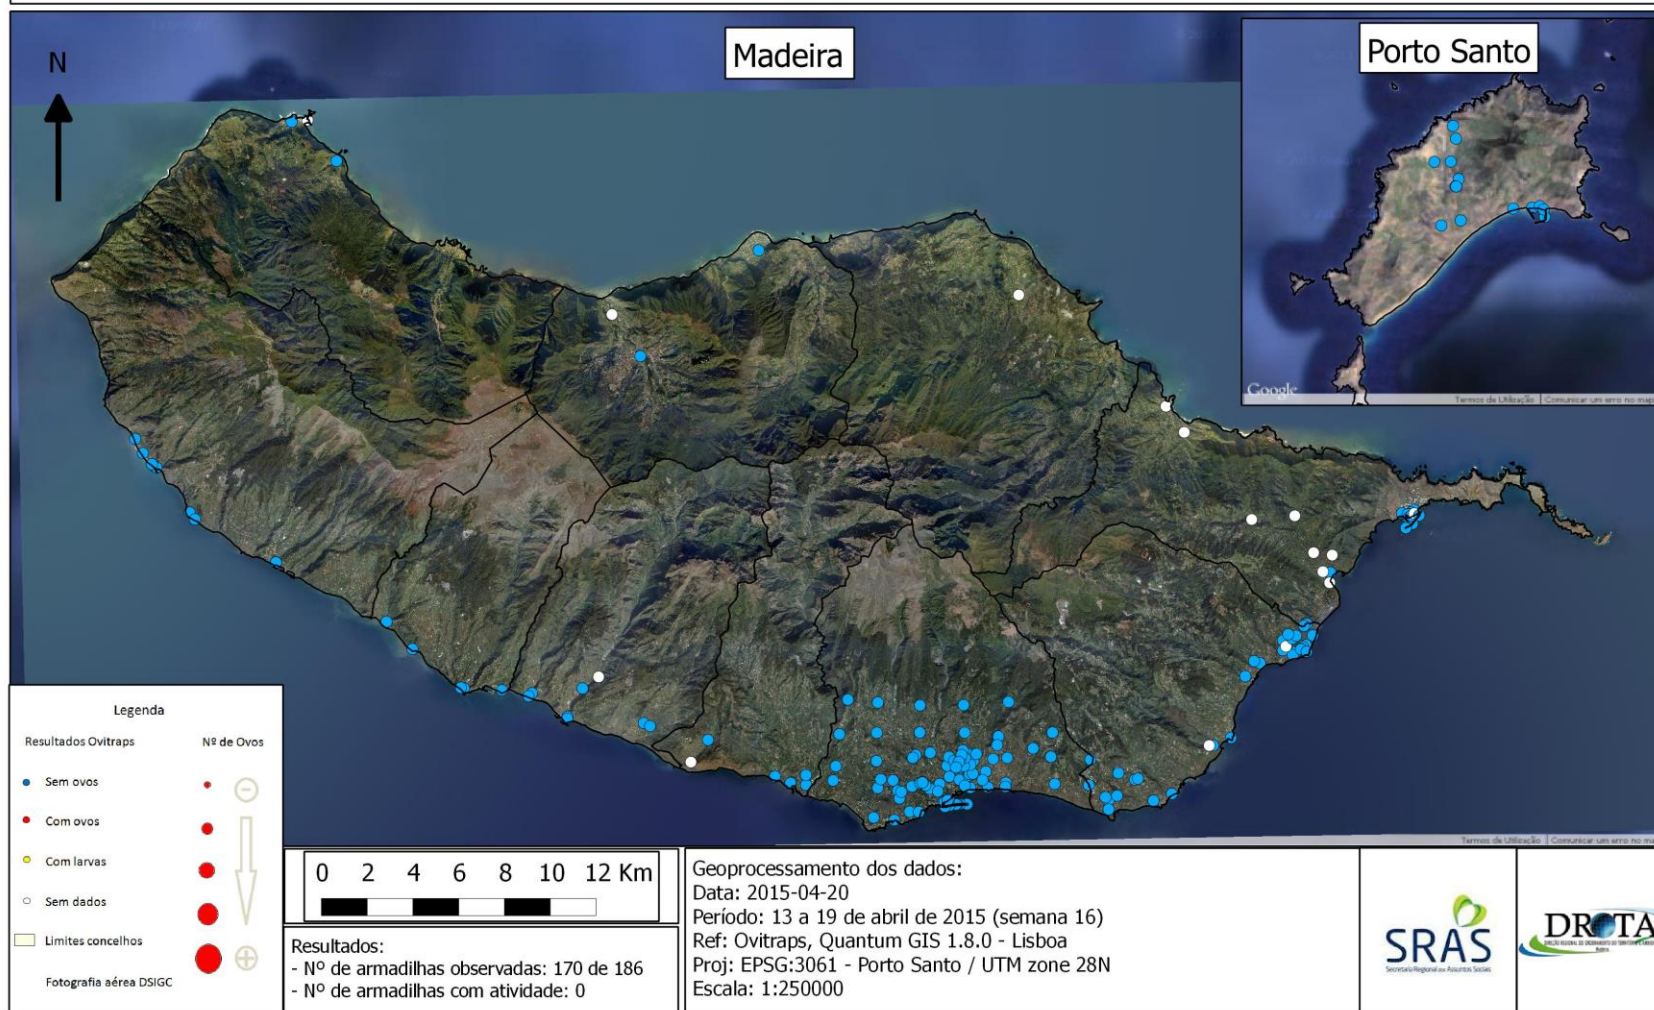 N
Madeira
Porto Santo
Google
Termos de Utilização
Comunicar um erro no map
Termos de Utilização
Comunicar um erro no ma
Legenda
Resultados Ovitraps
Nº de Ovos
Sem ovos
Com ovos
Com larvas
Sem dados
Limites concelhos
Fotografia aérea DSIGC
0 2 4 6 8 10 12 Km
Resultados:
- Nº de armadilhas observadas: 170 de 186
- Nº de armadilhas com atividade: 0
Geoprocessamento dos dados:
Data: 2015-04-20
Período: 13 a 19 de abril de 2015 (semana 16)
Ref: Ovitraps, Quantum GIS 1.8.0 - Lisboa
Proj: EPSG:3061 - Porto Santo / UTM zone 28N
Escala: 1:250000
SRAS
Secretaria Regional dos Assuntos Sociais
DROTA